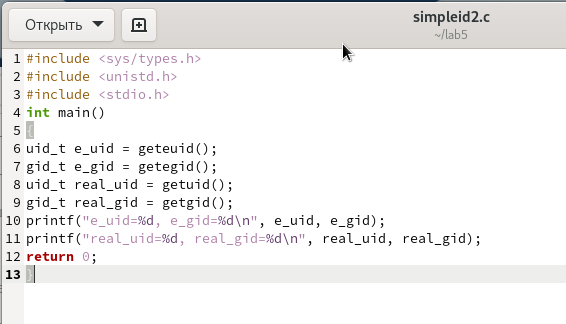 Открыть
simpleid2.c
~/lab5
1 #include <sys/types.h>
2 #include <unistd.h>
3 #include <stdio.h>
4 int main()
5 {
6 uid_t e_uid = geteuid();
7 gid_t e_gid = getegid();
8 uid_t real_uid = getuid();
9 gid_t real_gid = getgid();
10 printf("e_uid=%d, e_gid=%d\n", e_uid, e_gid);
11 printf("real_uid=%d, real_gid=%d\n", real_uid, real_gid);
12 return 0;
13 }